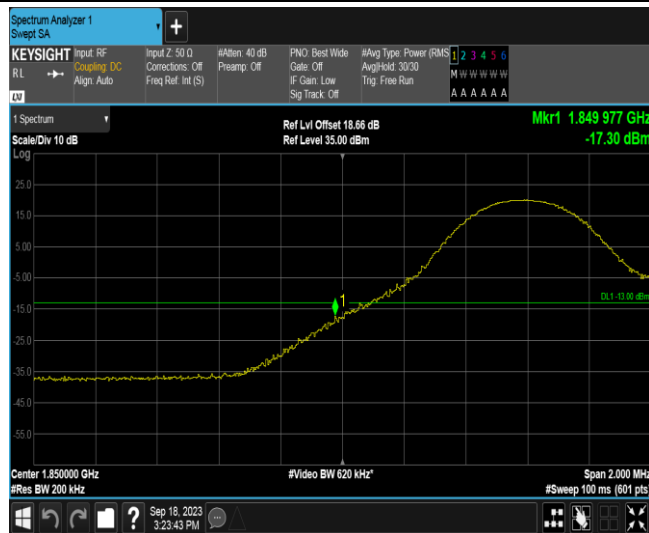 Spectrum Analyzer 1
Swept SA
+
KEYSIGHT
RL
LXI
Input: RF
Coupling: DC
Align: Auto
Input Z: 50 Ω
Corrections: Off
Freq Ref: Int (S)
#Atten: 40 dB
Preamp: Off
PNO: Best Wide
Gate: Off
IF Gain: Low
Sig Track: Off
#Avg Type: Power (RMS
Avg|Hold: 30/30
Trig: Free Run
1 2 3 4 5 6
M W W W W W
A A A A A A
1 Spectrum
Scale/Div 10 dB
Log
Ref Lvl Offset 18.66 dB
Ref Level 35.00 dBm
Mkr1 1.849 977 GHz
-17.30 dBm
25.0
15.0
5.00
-5.00
-15.0
-25.0
-35.0
-45.0
-55.0
1
DL1 -13.00 dBm
Center 1.850000 GHz
#Res BW 200 kHz
#Video BW 620 kHz*
Span 2.000 MHz
#Sweep 100 ms (601 pts)
?
Sep 18, 2023
3:23:43 PM